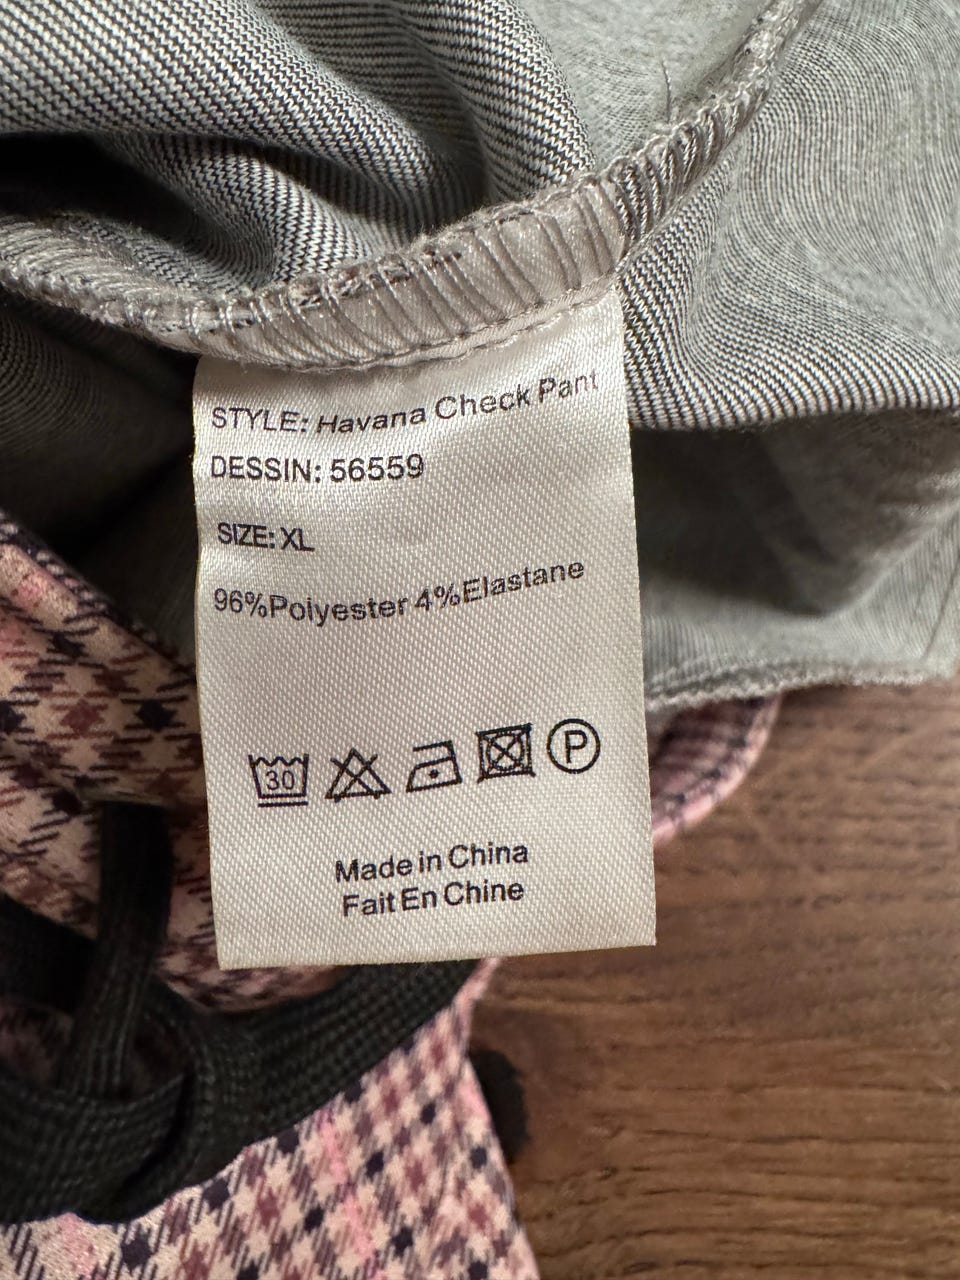 STYLE: Havana Check Pant
DESSIN: 56559
SIZE: XL
96%Polyester 4%Elastane
30 P
Made in China
Fait En Chine